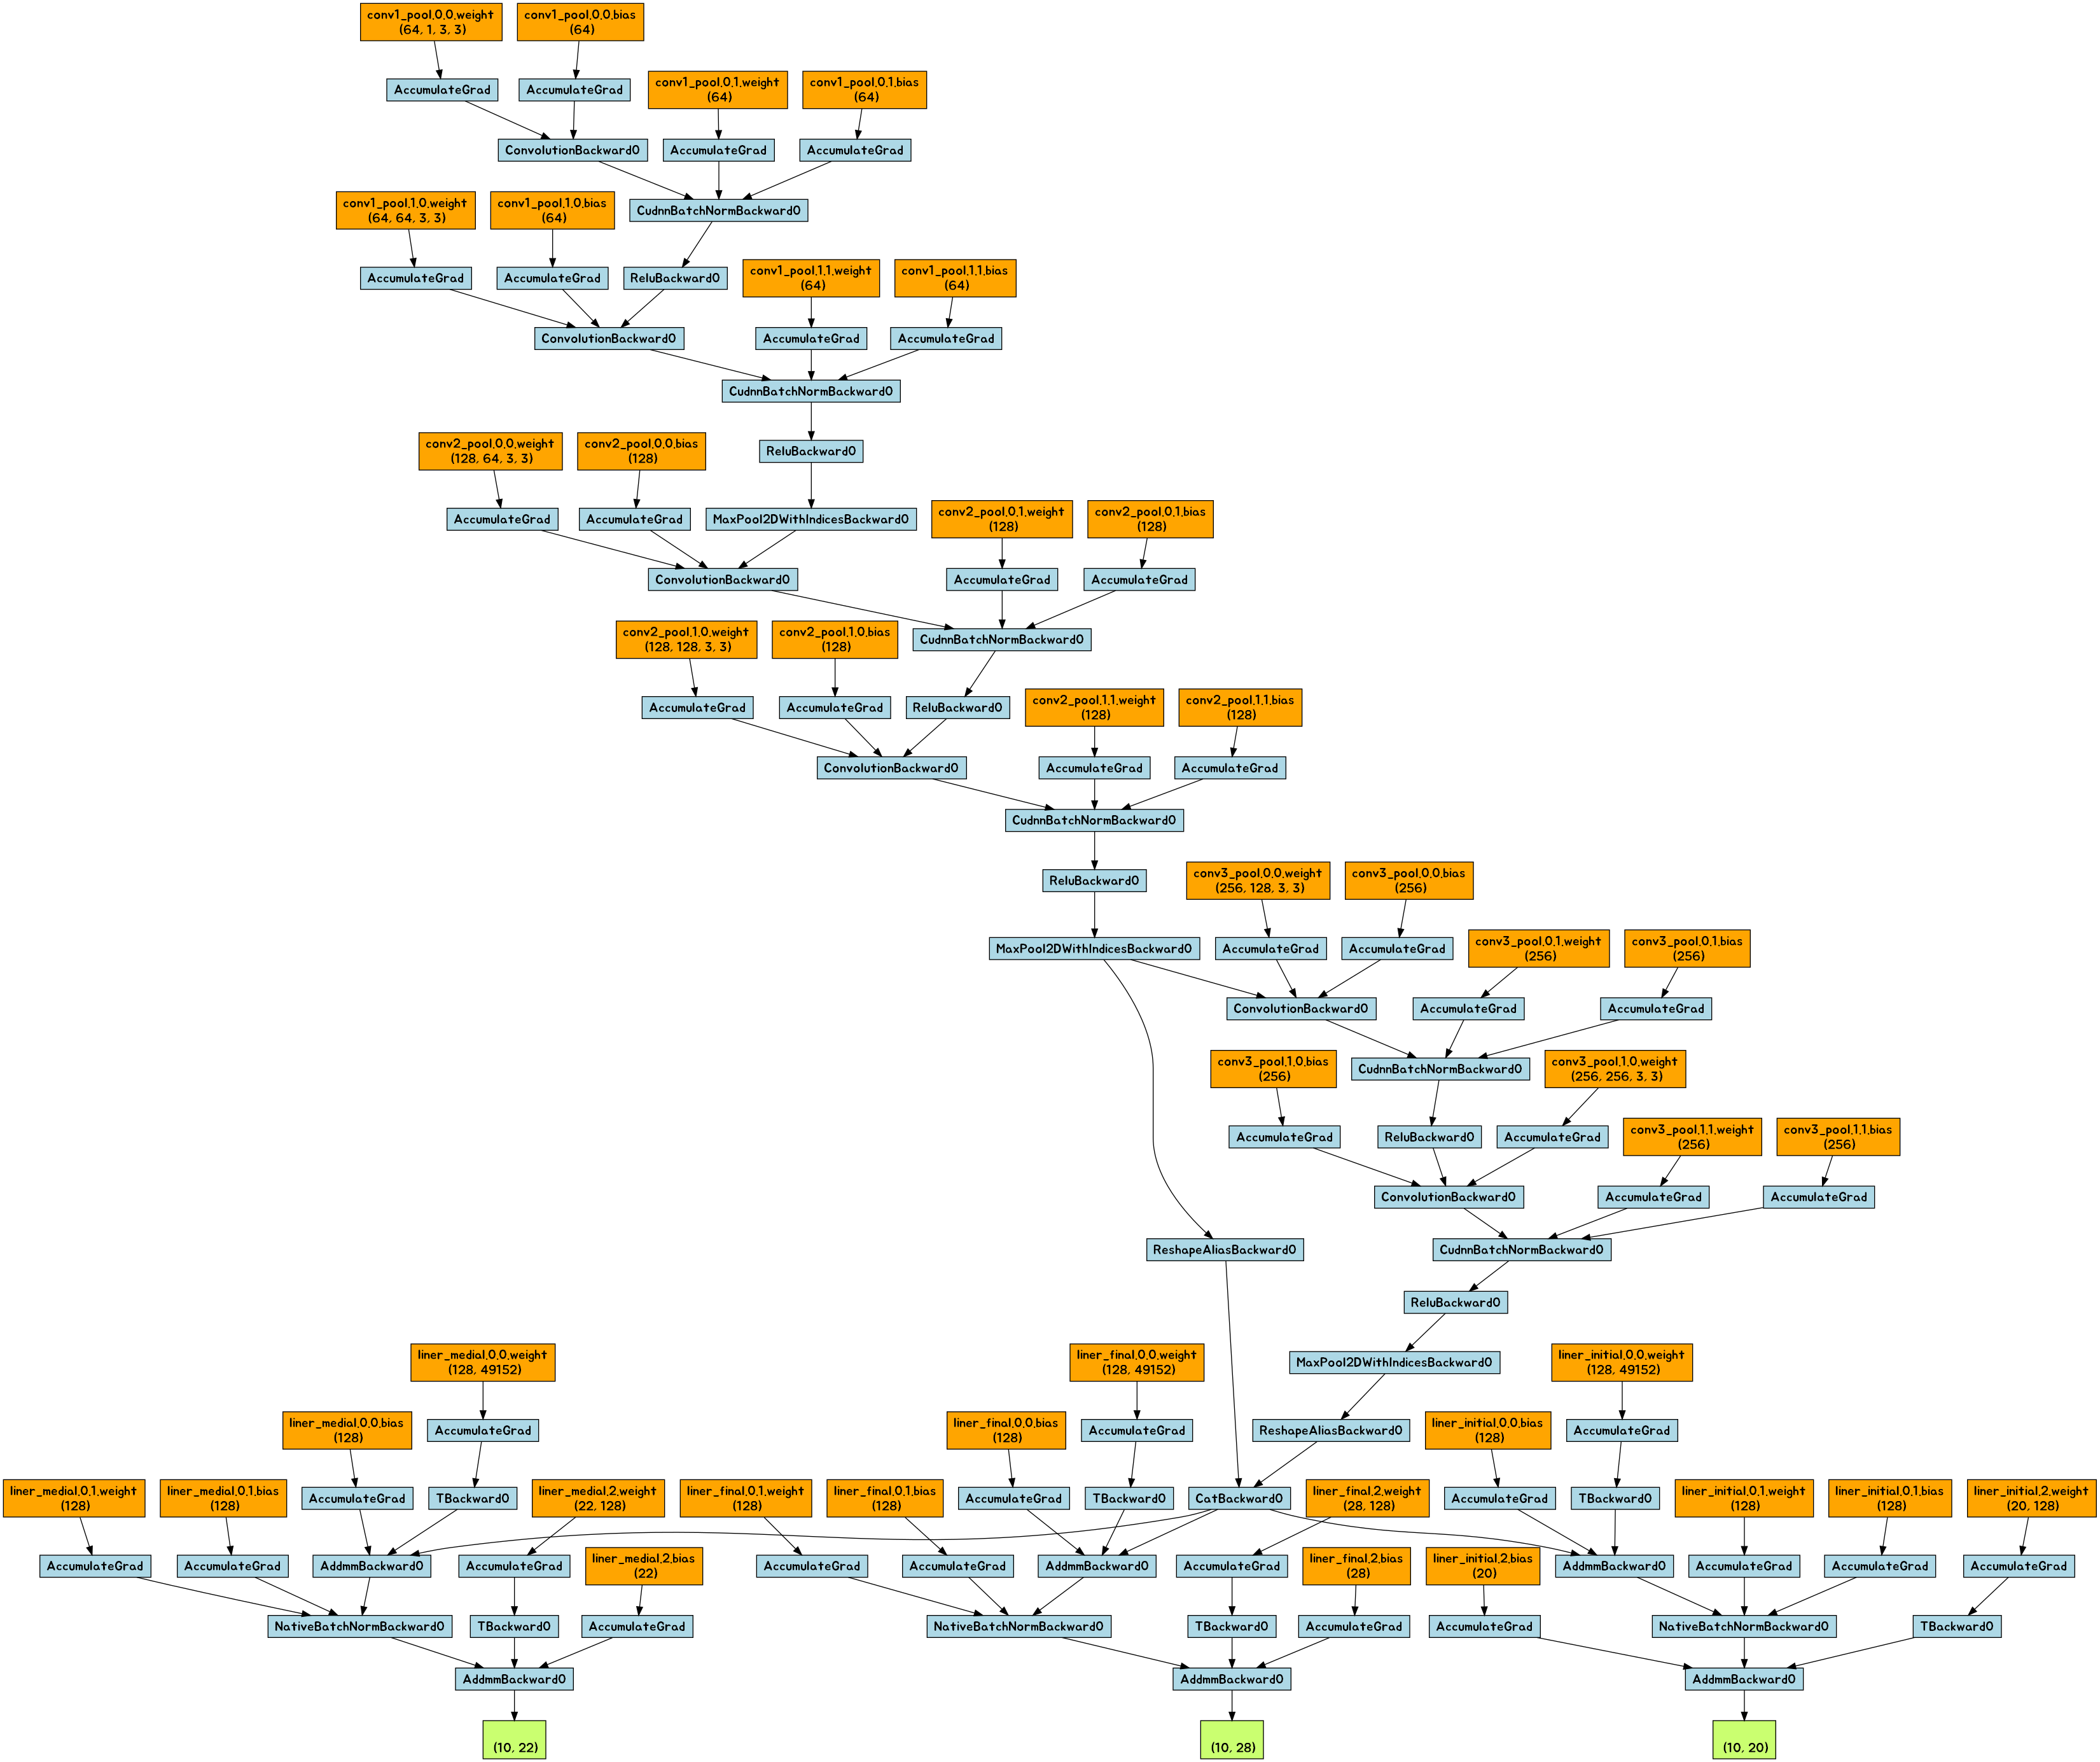 conv1_pool.0.0.weight
(64, 1, 3, 3)
conv1_pool.0.0.bias
(64)
AccumulateGrad
AccumulateGrad
conv1_pool.0.1.weight
(64)
conv1_pool.0.1.bias
(64)
ConvolutionBackward0
AccumulateGrad
AccumulateGrad
conv1_pool.1.0.weight
(64, 64, 3, 3)
conv1_pool.1.0.bias
(64)
CudnnBatchNormBackward0
AccumulateGrad
AccumulateGrad
ReluBackward0
conv1_pool.1.1.weight
(64)
conv1_pool.1.1.bias
(64)
ConvolutionBackward0
AccumulateGrad
AccumulateGrad
CudnnBatchNormBackward0
conv2_pool.0.0.weight
(128, 64, 3, 3)
conv2_pool.0.0.bias
(128)
ReluBackward0
AccumulateGrad
AccumulateGrad
MaxPool2DWithIndicesBackward0
conv2_pool.0.1.weight
(128)
conv2_pool.0.1.bias
(128)
ConvolutionBackward0
AccumulateGrad
AccumulateGrad
conv2_pool.1.0.weight
(128, 128, 3, 3)
conv2_pool.1.0.bias
(128)
CudnnBatchNormBackward0
AccumulateGrad
AccumulateGrad
ReluBackward0
conv2_pool.1.1.weight
(128)
conv2_pool.1.1.bias
(128)
ConvolutionBackward0
AccumulateGrad
AccumulateGrad
CudnnBatchNormBackward0
ReluBackward0
conv3_pool.0.0.weight
(256, 128, 3, 3)
conv3_pool.0.0.bias
(256)
MaxPool2DWithIndicesBackward0
AccumulateGrad
AccumulateGrad
conv3_pool.0.1.weight
(256)
conv3_pool.0.1.bias
(256)
ConvolutionBackward0
AccumulateGrad
AccumulateGrad
conv3_pool.1.0.bias
(256)
CudnnBatchNormBackward0
conv3_pool.1.0.weight
(256, 256, 3, 3)
AccumulateGrad
ReluBackward0
AccumulateGrad
conv3_pool.1.1.weight
(256)
conv3_pool.1.1.bias
(256)
ConvolutionBackward0
AccumulateGrad
AccumulateGrad
ReshapeAliasBackward0
CudnnBatchNormBackward0
ReluBackward0
liner_medial.0.0.weight
(128, 49152)
liner_final.0.0.weight
(128, 49152)
MaxPool2DWithIndicesBackward0
liner_initial.0.0.weight
(128, 49152)
liner_medial.0.0.bias
(128)
AccumulateGrad
liner_final.0.0.bias
(128)
AccumulateGrad
ReshapeAliasBackward0
liner_initial.0.0.bias
(128)
AccumulateGrad
liner_medial.0.1.weight
(128)
liner_medial.0.1.bias
(128)
AccumulateGrad
TBackward0
liner_medial.2.weight
(22, 128)
liner_final.0.1.weight
(128)
liner_final.0.1.bias
(128)
AccumulateGrad
TBackward0
CatBackward0
liner_final.2.weight
(28, 128)
AccumulateGrad
TBackward0
liner_initial.0.1.weight
(128)
liner_initial.0.1.bias
(128)
liner_initial.2.weight
(20, 128)
AccumulateGrad
AccumulateGrad
AddmmBackward0
AccumulateGrad
liner_medial.2.bias
(22)
AccumulateGrad
AccumulateGrad
AddmmBackward0
AccumulateGrad
liner_final.2.bias
(28)
liner_initial.2.bias
(20)
AddmmBackward0
AccumulateGrad
AccumulateGrad
AccumulateGrad
NativeBatchNormBackward0
TBackward0
AccumulateGrad
NativeBatchNormBackward0
TBackward0
AccumulateGrad
AccumulateGrad
NativeBatchNormBackward0
TBackward0
AddmmBackward0
AddmmBackward0
AddmmBackward0
(10, 22)
(10, 28)
(10, 20)